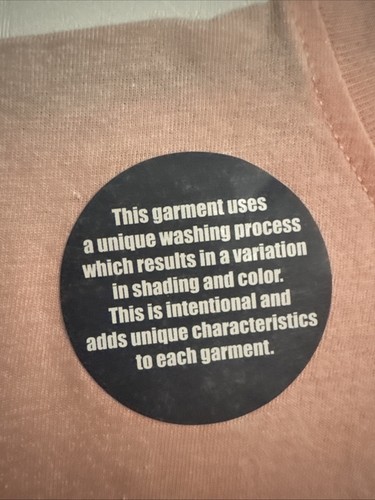 This garment uses
a unique washing process
which results in a variation
in shading and color.
This is intentional and
adds unique characteristics
to each garment.